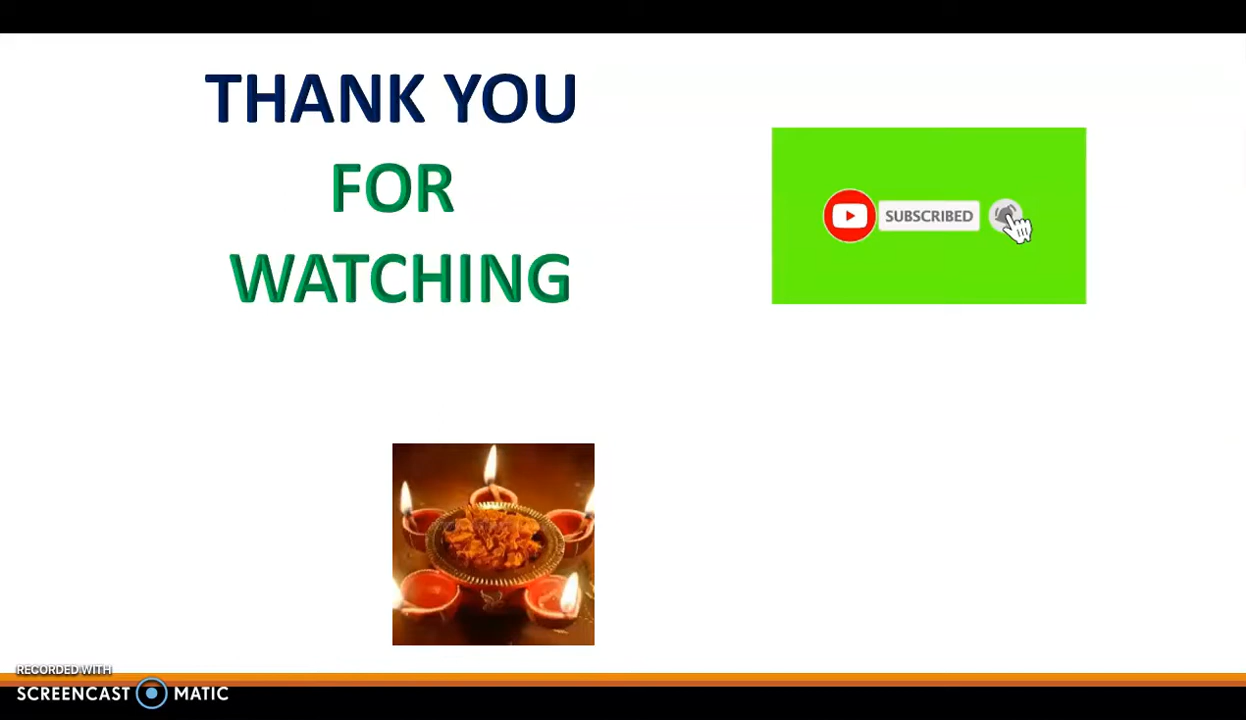 THANK YOU
FOR
WATCHING
SUBSCRIBED
RECORDED WITH
SCREENCAST MATIC